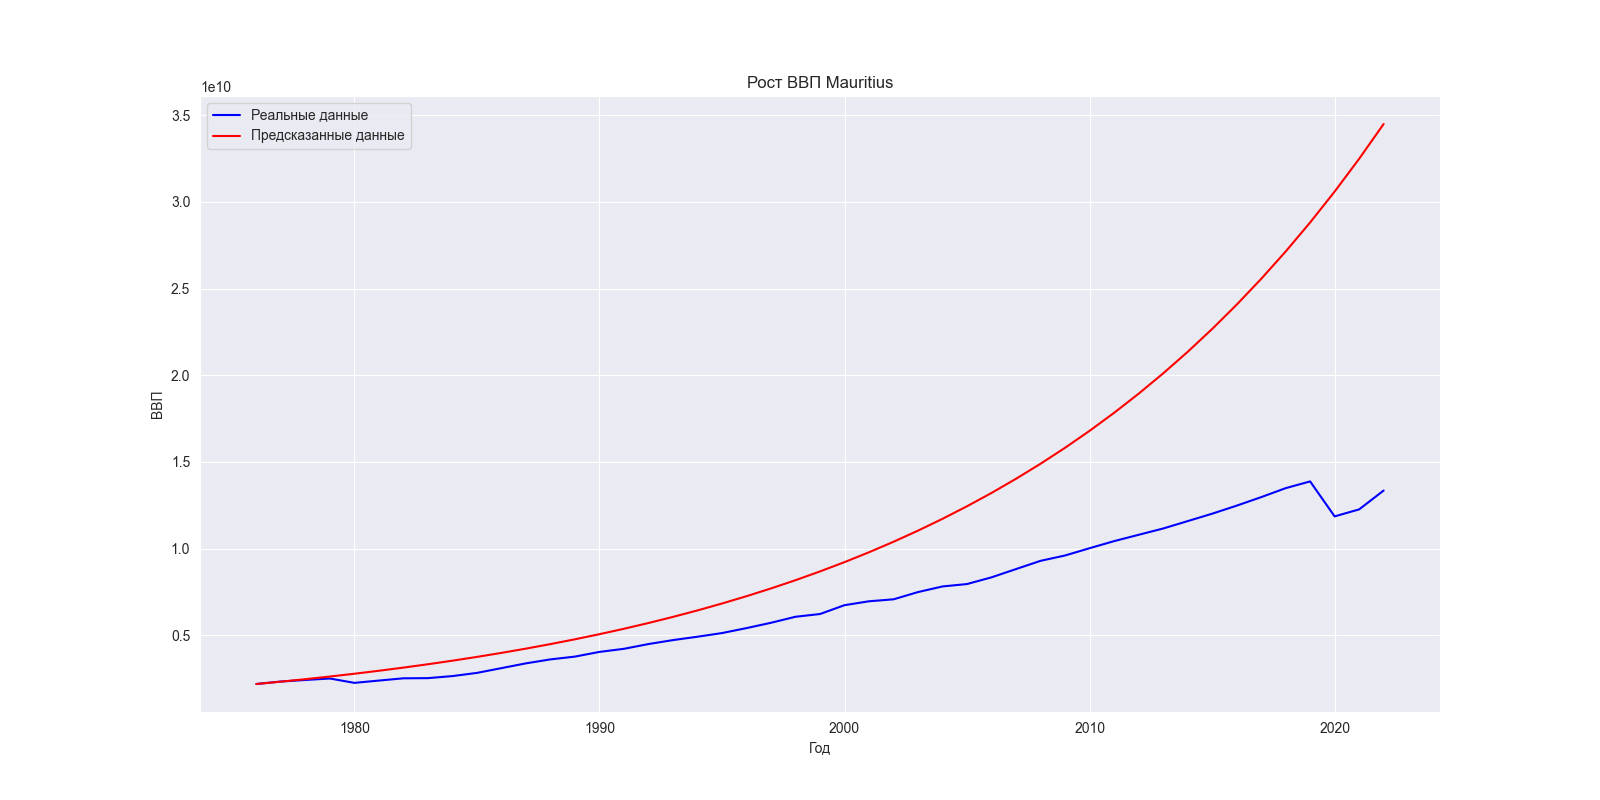 Рост ВВП Mauritius
1e10
Реальные данные
Предсказанные данные
3.5
3.0
2.5
2.0
1.5
1.0
0.5
ВВП
1980
1990
2000
2010
2020
Год